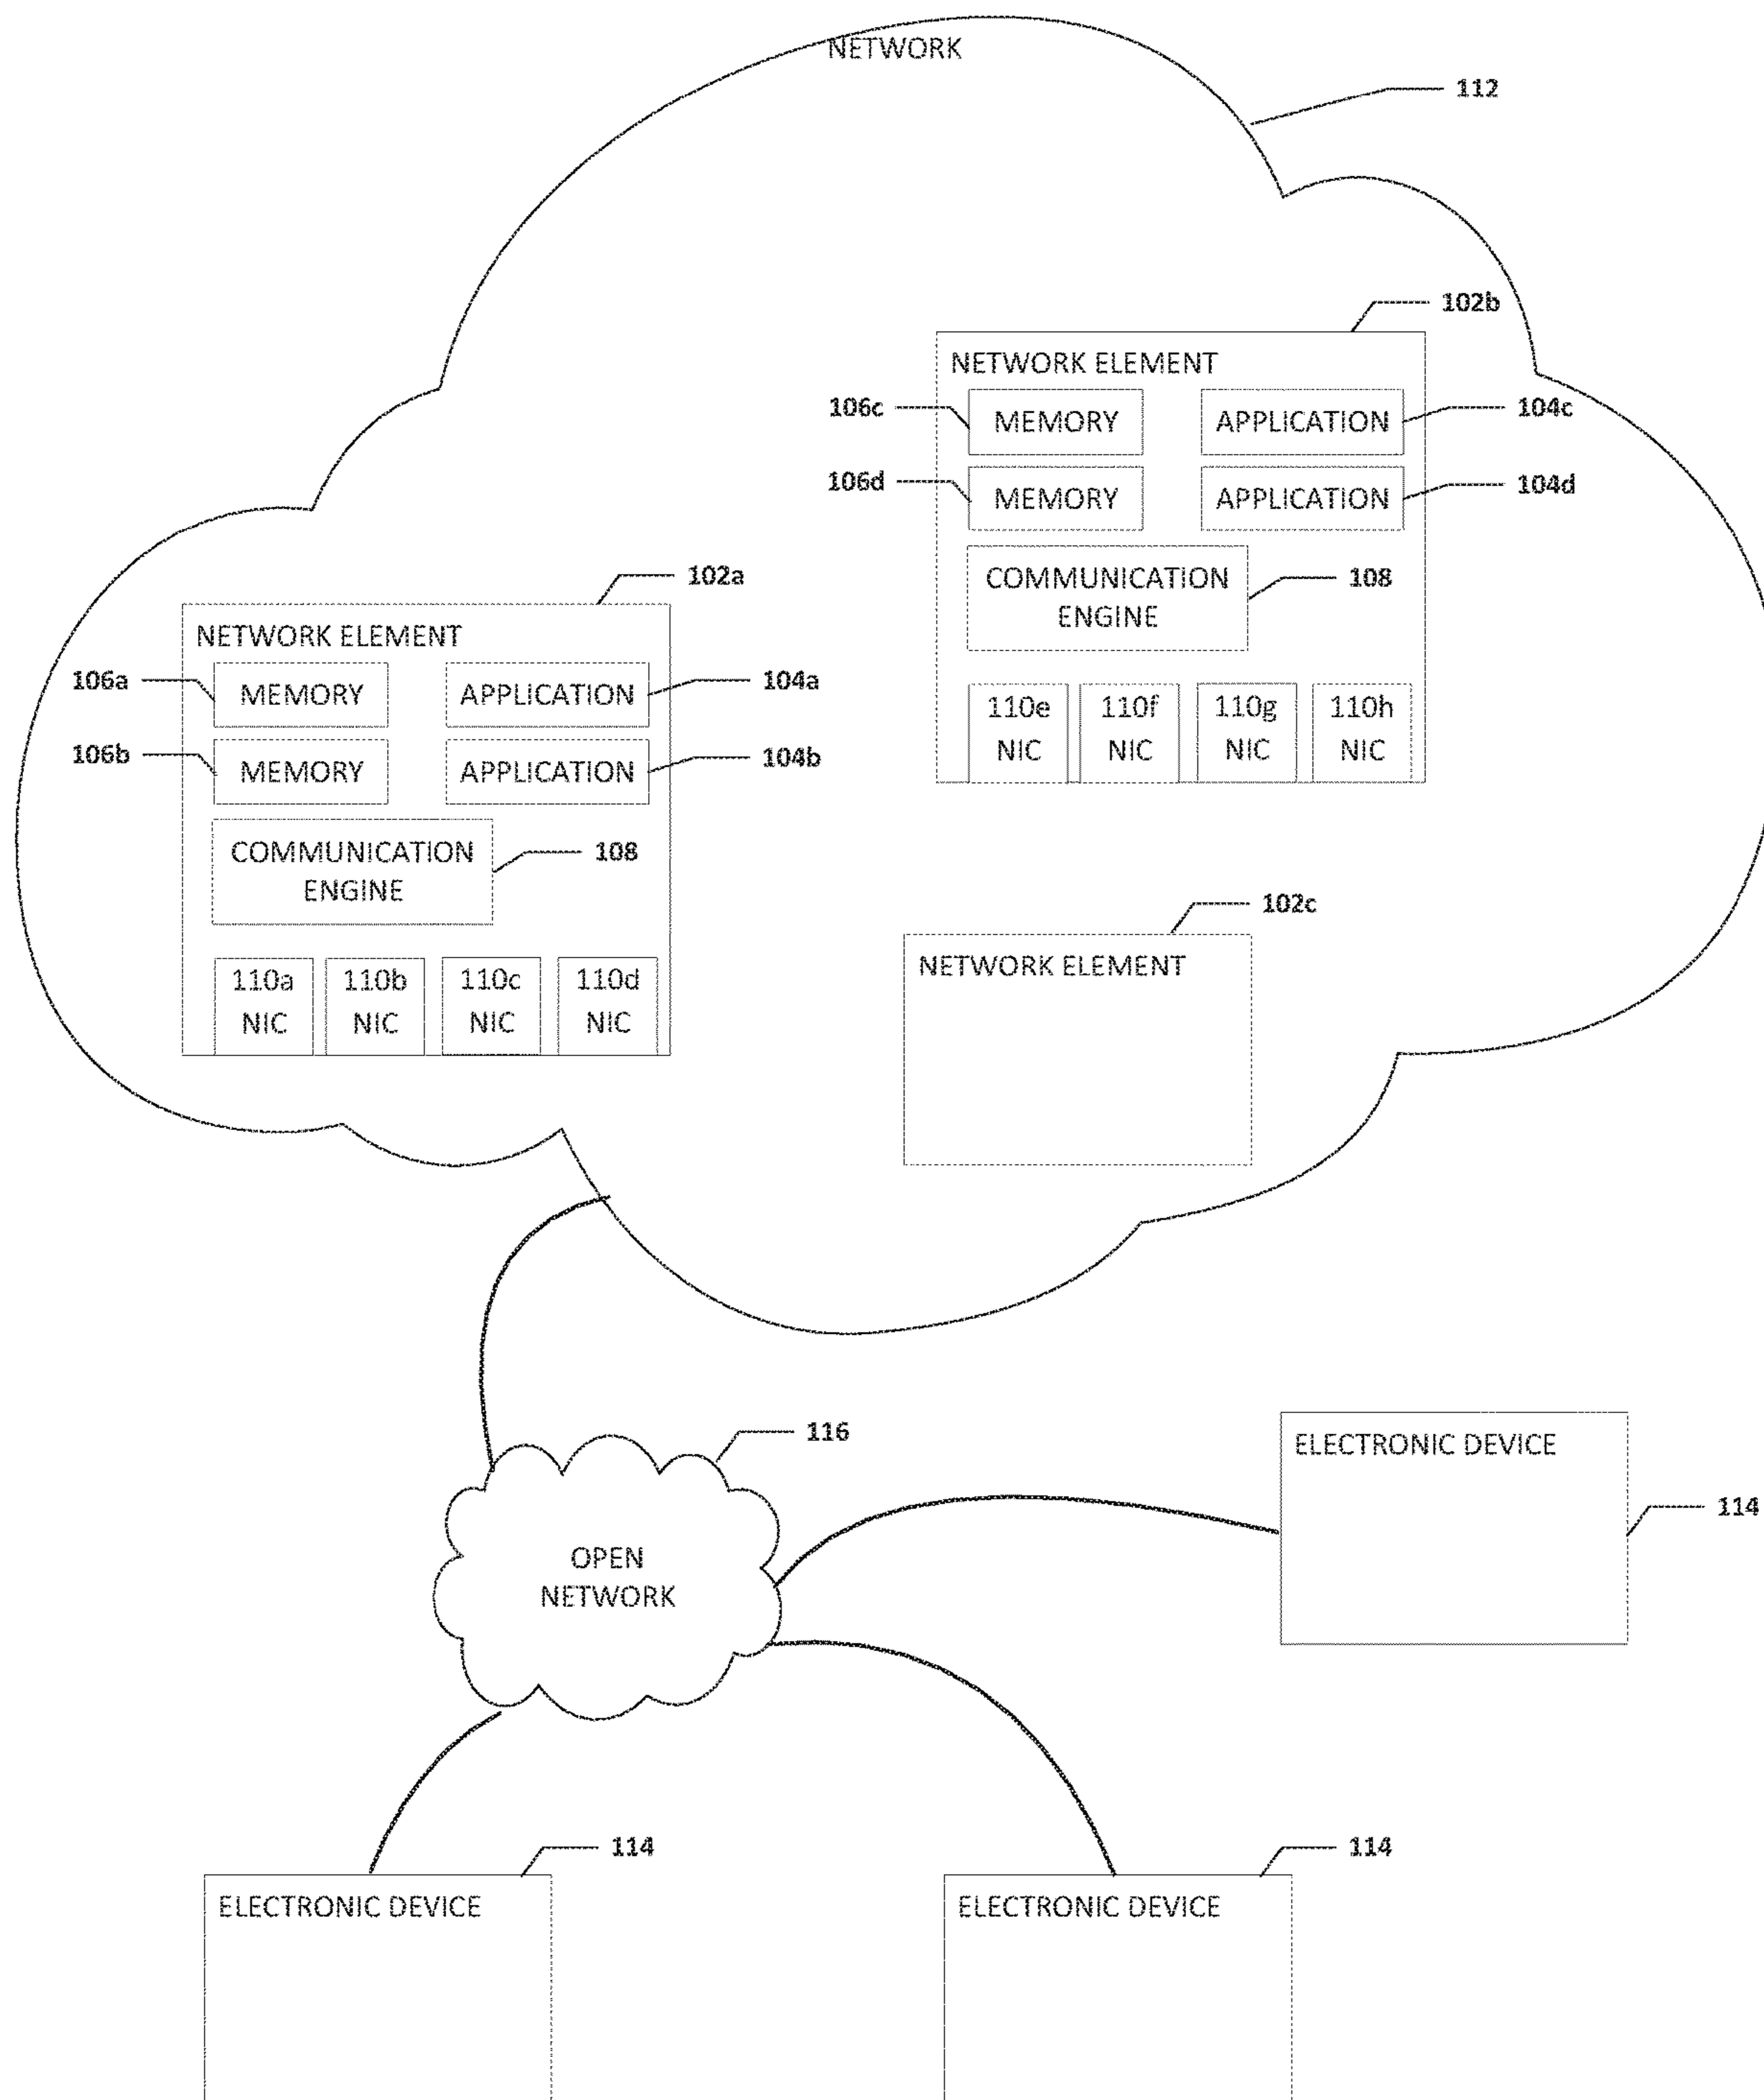 NETWORK
112
102b
NETWORK ELEMENT
106c
MEMORY
APPLICATION
104c
106d
MEMORY
APPLICATION
104d
COMMUNICATION
ENGINE
108
110e
NIC
110f
NIC
110g
NIC
110h
NIC
102a
NETWORK ELEMENT
106a
MEMORY
APPLICATION
104a
106b
MEMORY
APPLICATION
104b
COMMUNICATION
ENGINE
108
110a
NIC
110b
NIC
110c
NIC
110d
NIC
102c
NETWORK ELEMENT
116
OPEN
NETWORK
ELECTRONIC DEVICE
114
114
ELECTRONIC DEVICE
114
ELECTRONIC DEVICE